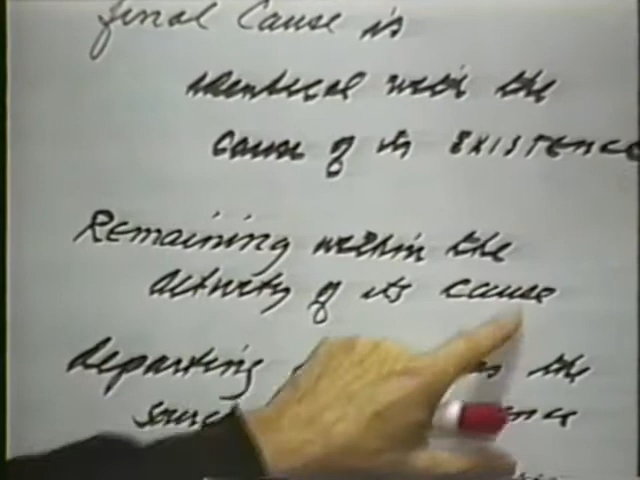 final Cause is
identical with the
cause of its EXISTENCE
Remaining within the
activity of its cause
departing as the